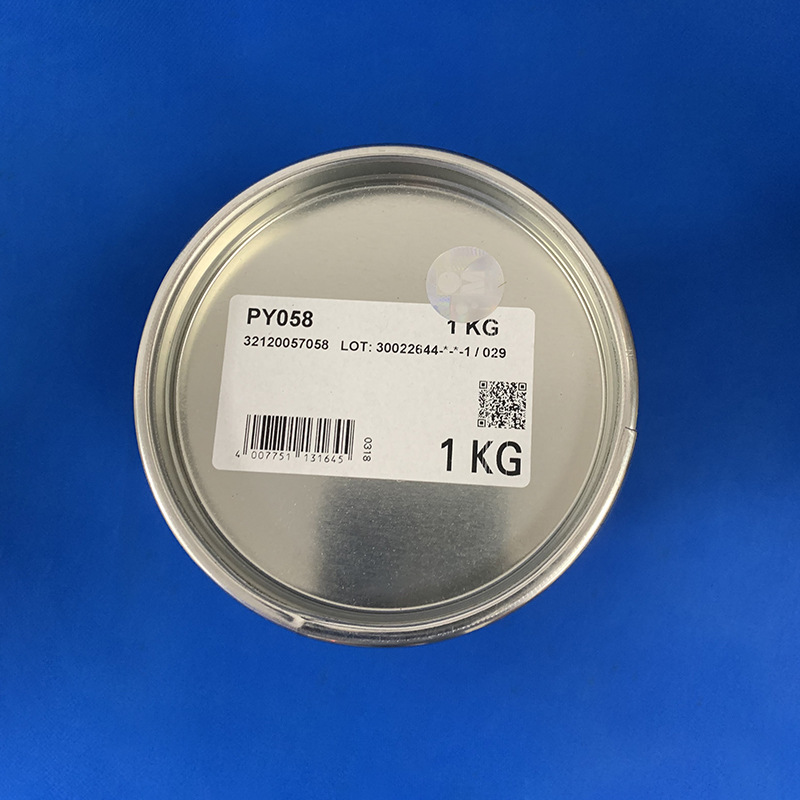 PY058 1 KG
32120057058 LOT: 30022644-*-*-1 / 029
1 KG
4 007751 131645
0318